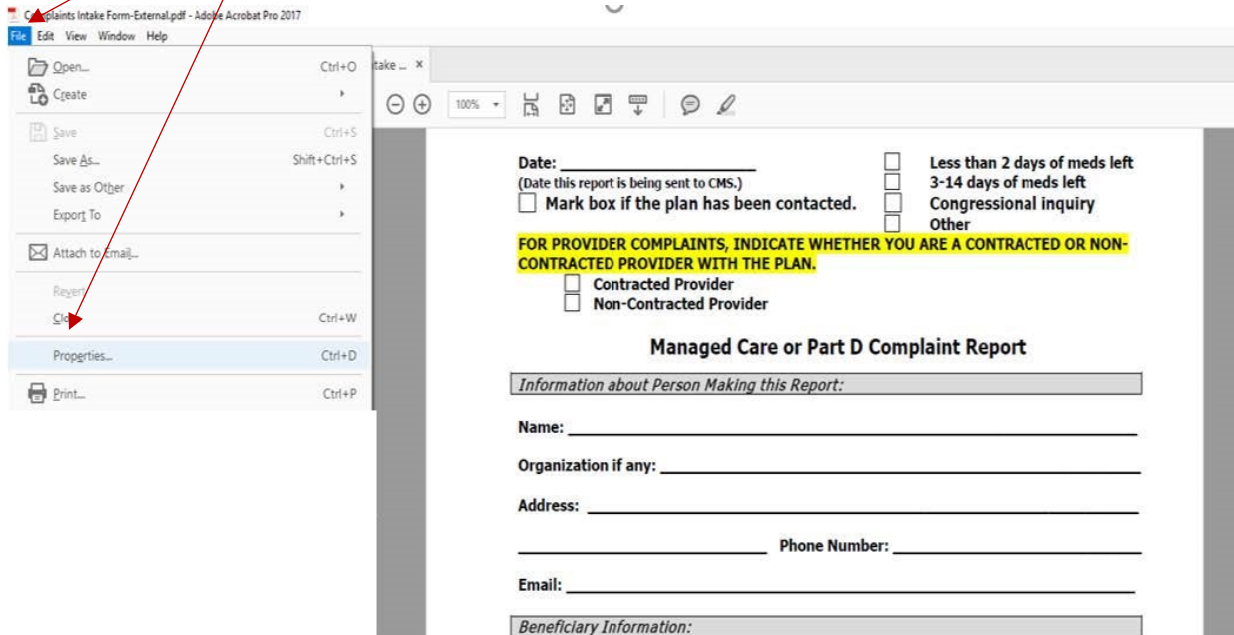 Complaints Intake Form-External.pdf - Adobe Acrobat Pro 2017
File Edit View Window Help
Open... Ctrl+O
Create
Save Ctrl+S
Save As... Shift+Ctrl+S
Save as Other
Export To
Attach to Email...
Revert
Close Ctrl+W
Properties... Ctrl+D
Print... Ctrl+P
take ... x
100%
Date:
(Date this report is being sent to CMS.)
Mark box if the plan has been contacted.
Less than 2 days of meds left
3-14 days of meds left
Congressional inquiry
Other
FOR PROVIDER COMPLAINTS, INDICATE WHETHER YOU ARE A CONTRACTED OR NON-
CONTRACTED PROVIDER WITH THE PLAN.
Contracted Provider
Non-Contracted Provider
Managed Care or Part D Complaint Report
Information about Person Making this Report:
Name:
Organization if any:
Address:
Phone Number:
Email:
Beneficiary Information: